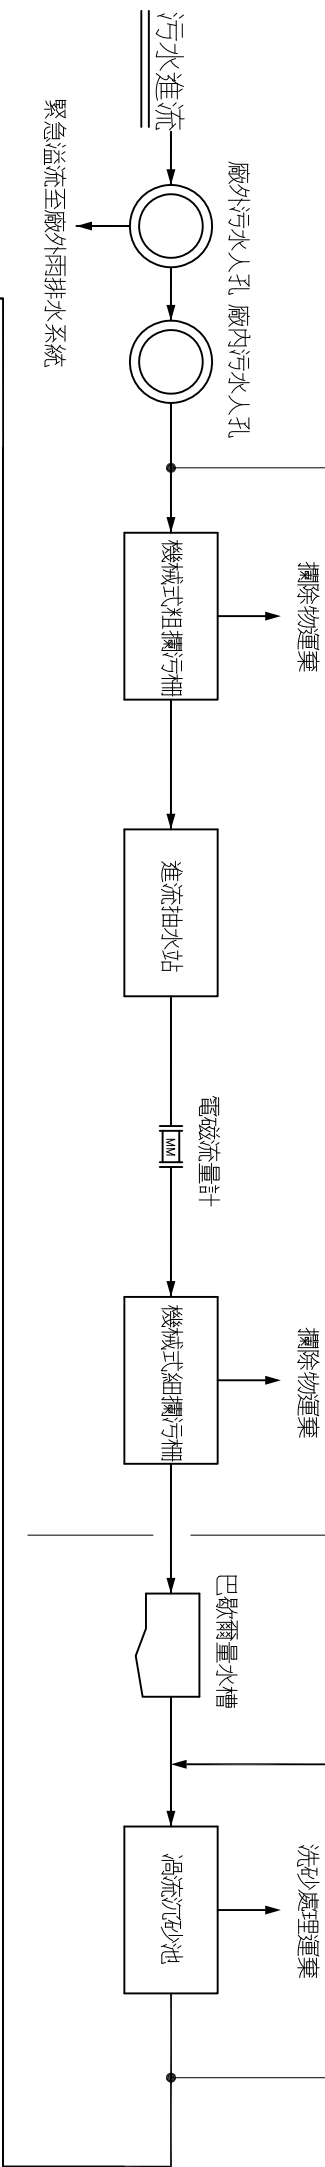 污水進流
廠外污水人孔
廠內污水人孔
緊急溢流至廠外雨排水系統
攔除物運棄
機械式粗攔污柵
進流抽水站
電磁流量計
MM
攔除物運棄
機械式細攔污柵
巴歇爾量水槽
洗砂處理運棄
渦流沉砂池